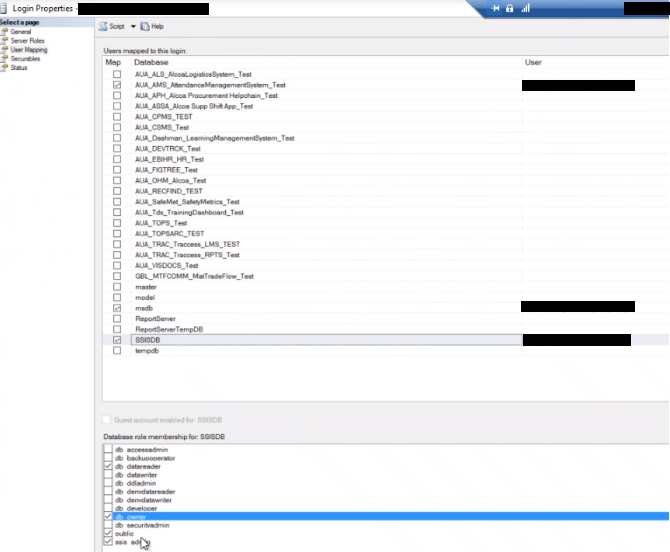 Login Properties -
Select a page
General
Server Roles
User Mapping
Securables
Status
Script Help
Users mapped to this login:
Map Database User
AUA_ALS_AlcoaLogisticsSystem_Test
AUA_AMS_AttendanceManagementSystem_Test
AUA_APH_Alcoa Procurement Helpchain_Test
AUA_ASSA_Alcoa Supp Shift App_Test
AUA_CPMS_TEST
AUA_CSMS_Test
AUA_Dashman_LearningManagementSystem_Test
AUA_DEVTRCK_Test
AUA_EBIHR_HR_Test
AUA_FIGTREE_Test
AUA_OHM_Alcoa_Test
AUA_RECFIND_TEST
AUA_SafeMet_SafetyMetrics_Test
AUA_Tdx_TrainingDashboard_Test
AUA_TOPS_Test
AUA_TOPSARC_TEST
AUA_TRAC_Traccess_LMS_TEST
AUA_TRAC_Traccess_RPTS_Test
AUA_VISDOCS_Test
GBL_MTFCOMM_MatTradeFlow_Test
master
model
msdb
ReportServer
ReportServerTempDB
SSISDB
tempdb
Guest account enabled for: SSISDB
Database role membership for: SSISDB
db_accessadmin
db_backupoperator
db_datareader
db_datawriter
db_ddladmin
db_denydatareader
db_denydatawriter
db_developer
db_owner
db_securityadmin
public
ssis_admin